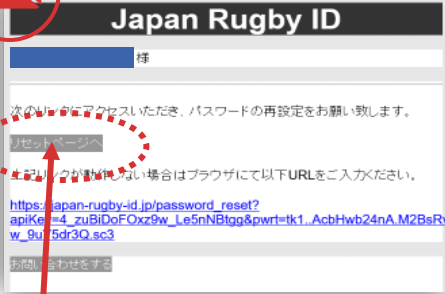 Japan Rugby ID
様
次のリンクにアクセスいただき、パスワードの再設定をお願い致します。
リセットページへ
上記リンクが動作しない場合はブラウザにて以下URLをご入力ください。
https://japan-rugby-id.jp/password_reset?
apiKey=4_zuBiDoFOxz9w_Le5nNBtgg&pwrt=tk1..AcbHwb24nA.M2BsRv
w_9u75dr3Q.sc3
お問い合わせをする